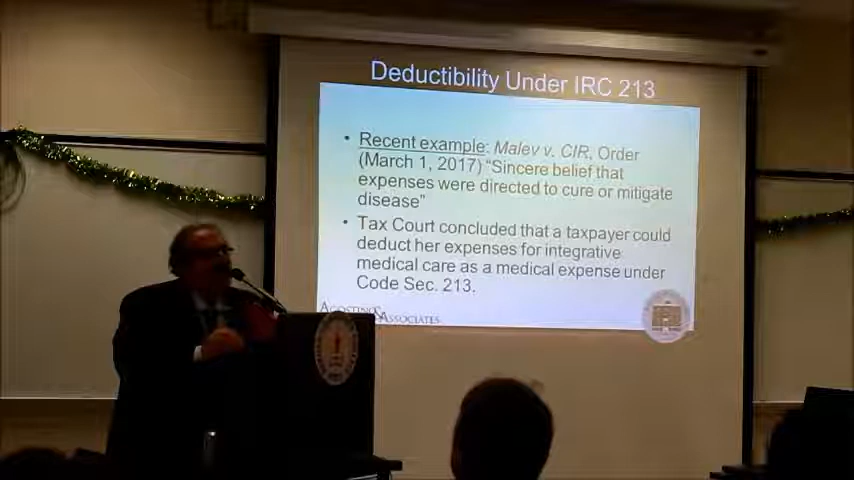 Deductibility Under IRC 213
• Recent example: Malev v. CIR, Order
(March 1, 2017) “Sincere belief that
expenses were directed to cure or mitigate
disease”
• Tax Court concluded that a taxpayer could
deduct her expenses for integrative
medical care as a medical expense under
Code Sec. 213.
AGOSTINO & ASSOCIATES